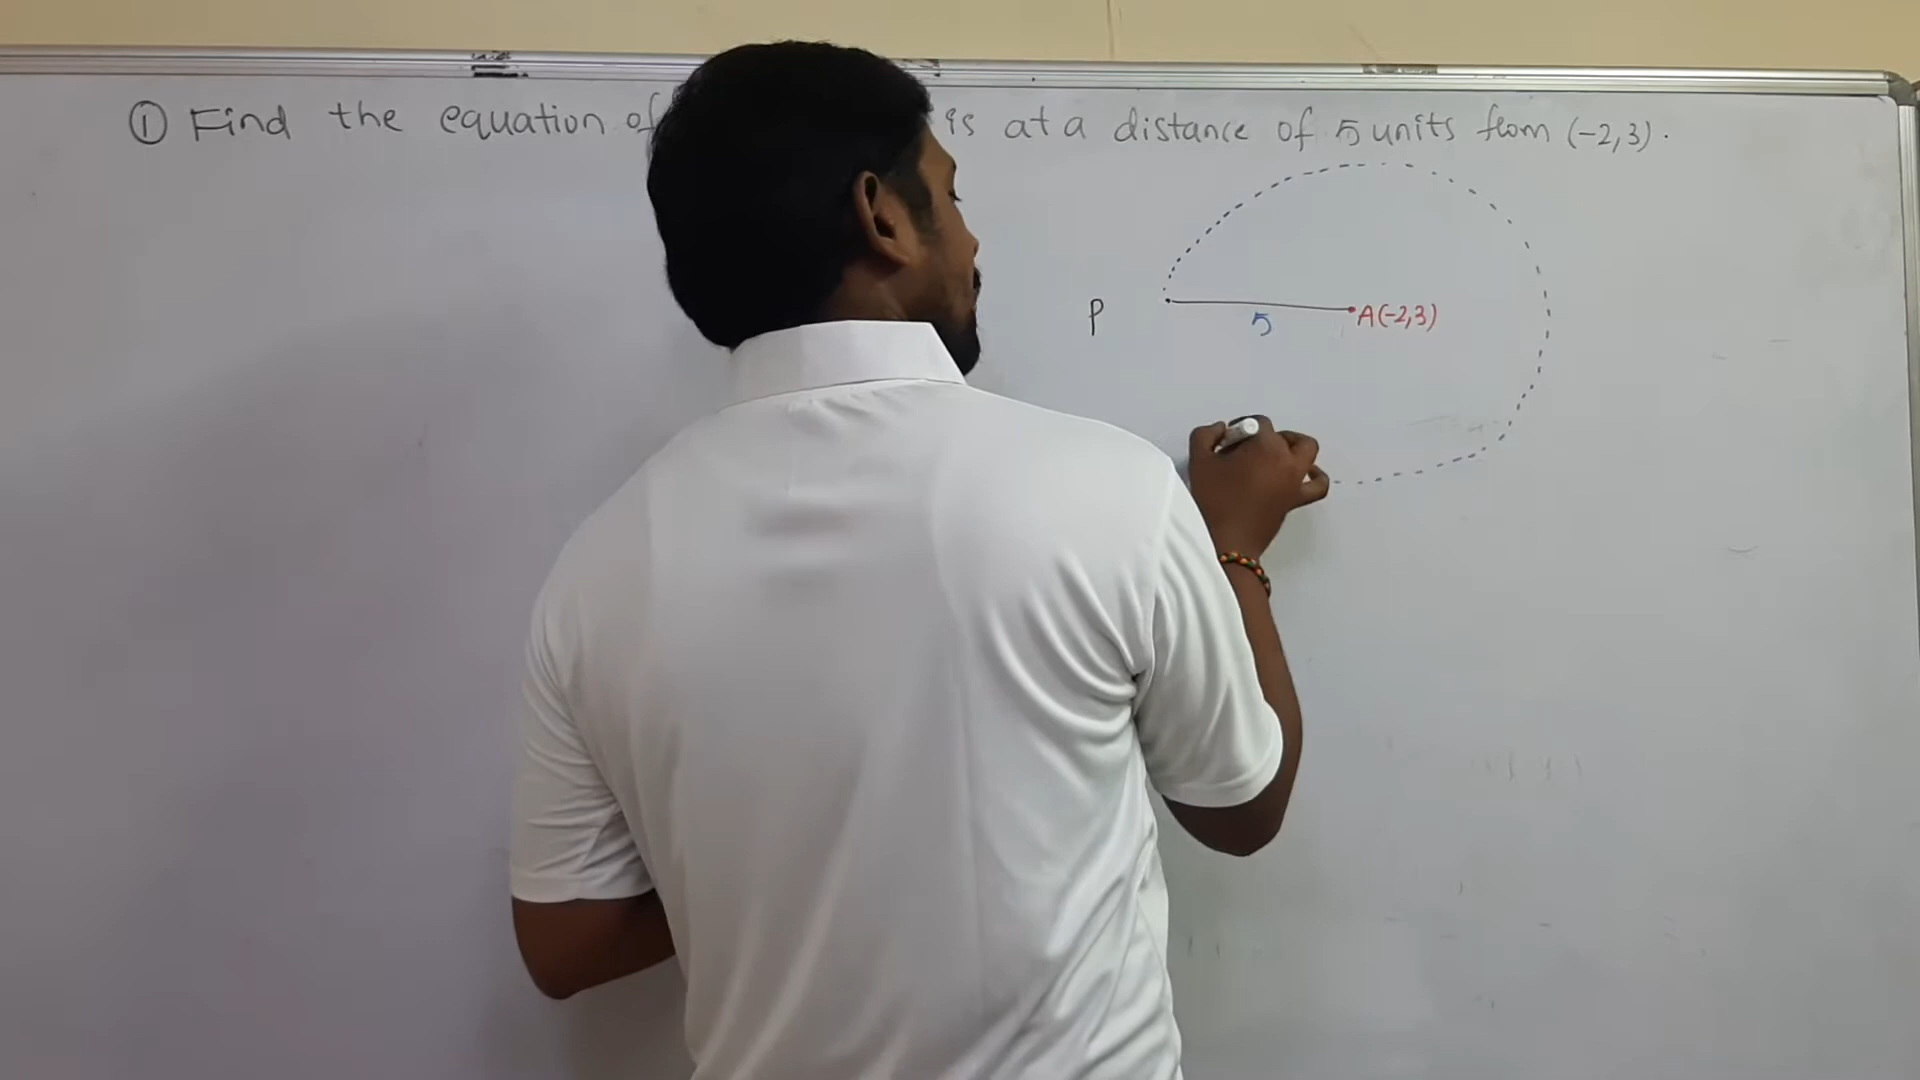 ① Find the equation of is at a distance of 5 units from (-2,3).
P
5
A(-2,3)